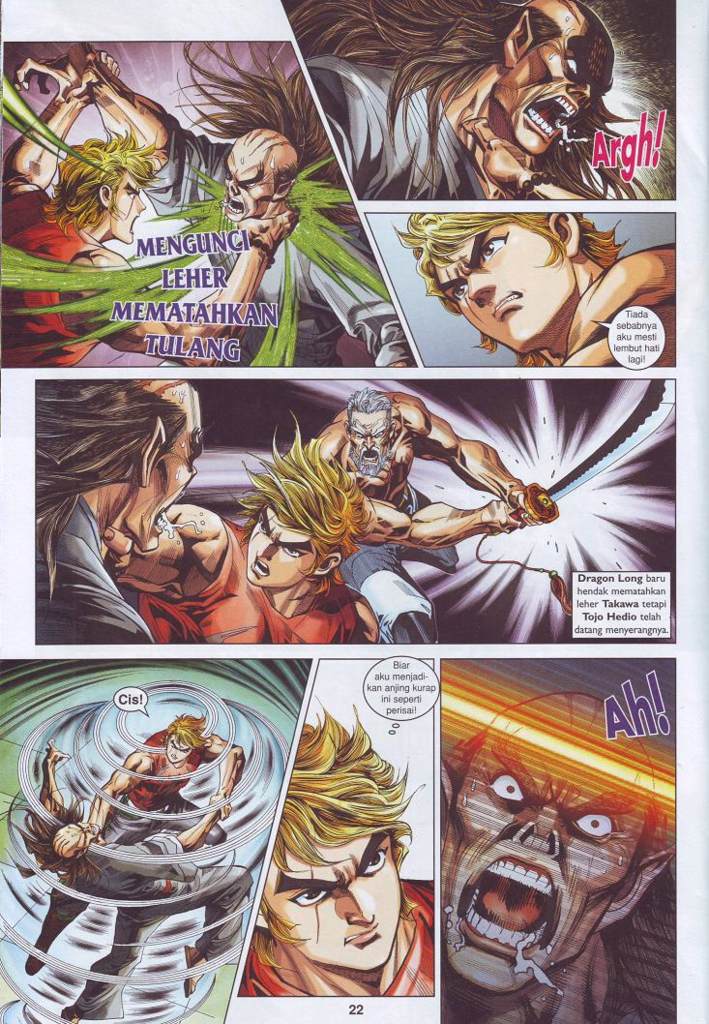 Argh!
MENGUNCI
LEHER
MEMATAHKAN
TULANG
Tiada
sebabnya
aku mesti
lembut hati
lagi!
Dragon Long baru
hendak mematahkan
leher Takawa tetapi
Tojo Hedio telah
datang menyerangnya.
Cis!
Biar
aku menjadi-
kan anjing kurap
ini seperti
perisai!
Ah!
22